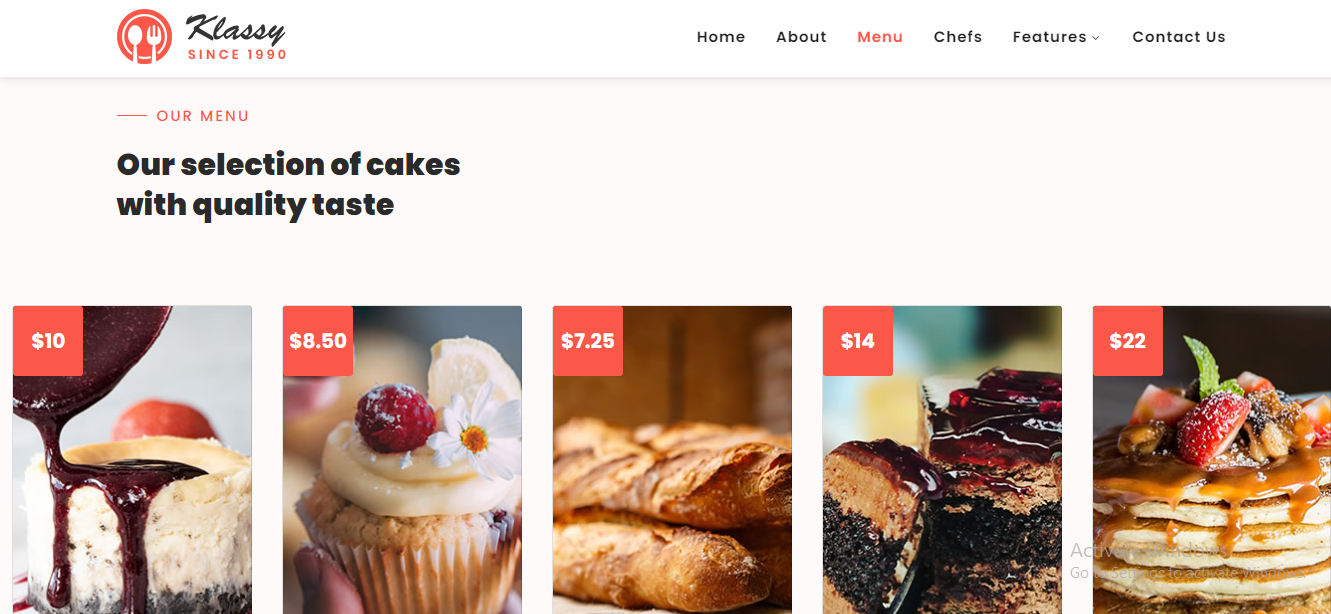 Klassy
SINCE 1990
Home About Menu Chefs Features Contact Us
OUR MENU
Our selection of cakes
with quality taste
$10
$8.50
$7.25
$14
$22
Activate Windows
Go to Settings to activate Windows.